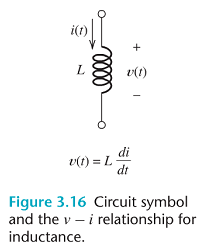 i(t)
+
L
v(t)
−
v(t) = L di/dt
Figure 3.16 Circuit symbol
and the v − i relationship for
inductance.